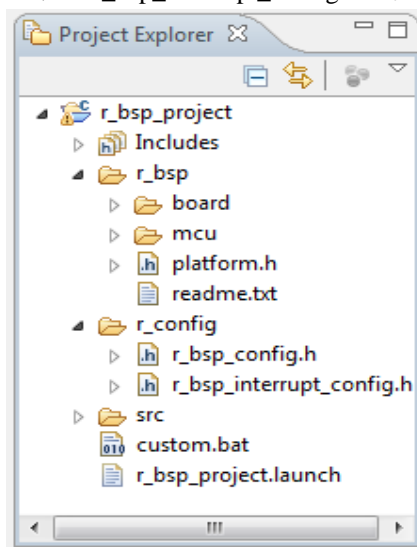 Project Explorer
r_bsp_project
Includes
r_bsp
board
mcu
platform.h
readme.txt
r_config
r_bsp_config.h
r_bsp_interrupt_config.h
src
custom.bat
r_bsp_project.launch